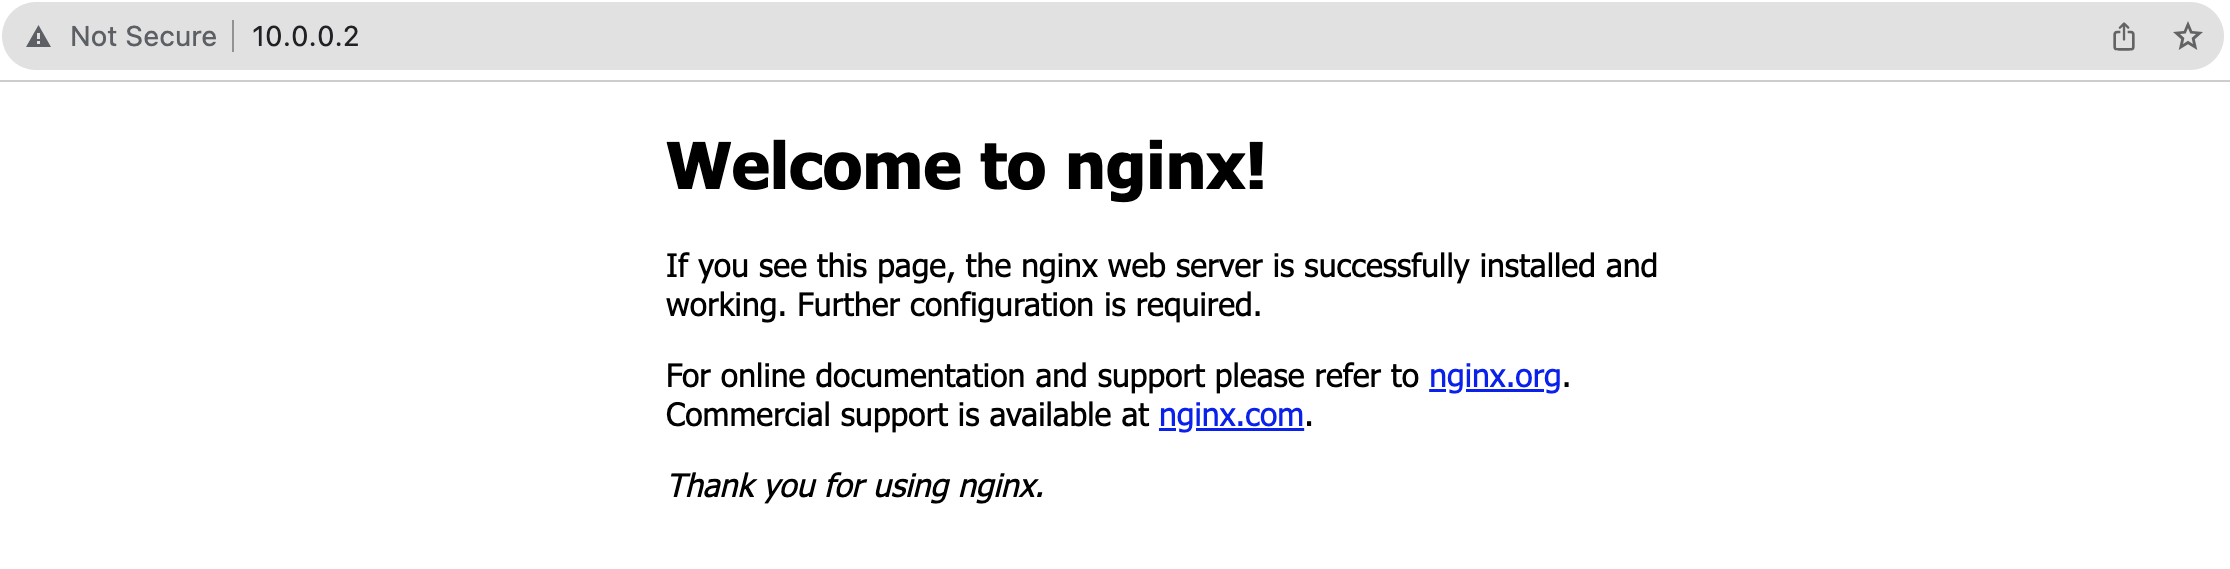 Not Secure 10.0.0.2
Welcome to nginx!
If you see this page, the nginx web server is successfully installed and
working. Further configuration is required.
For online documentation and support please refer to nginx.org.
Commercial support is available at nginx.com.
Thank you for using nginx.